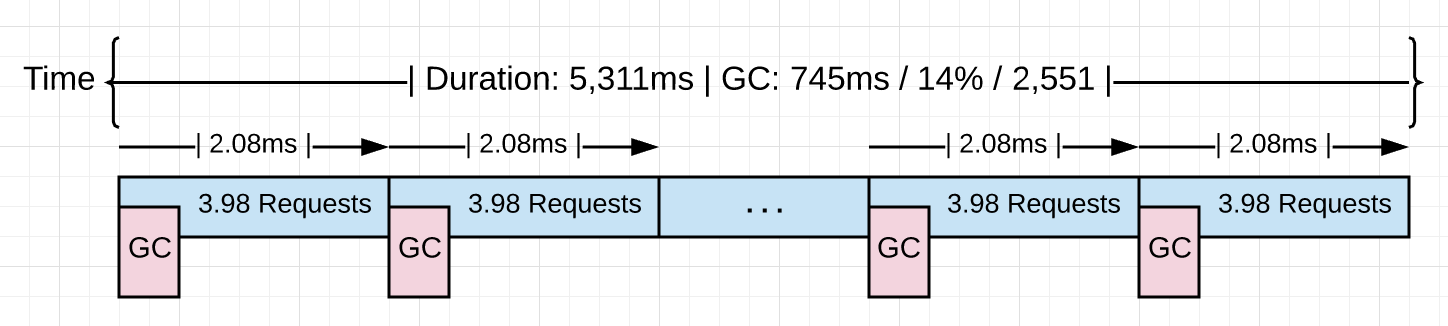 Time | Duration: 5,311ms | GC: 745ms / 14% / 2,551 |
| 2.08ms | | 2.08ms | | 2.08ms | | 2.08ms |
3.98 Requests 3.98 Requests ... 3.98 Requests 3.98 Requests
GC GC GC GC